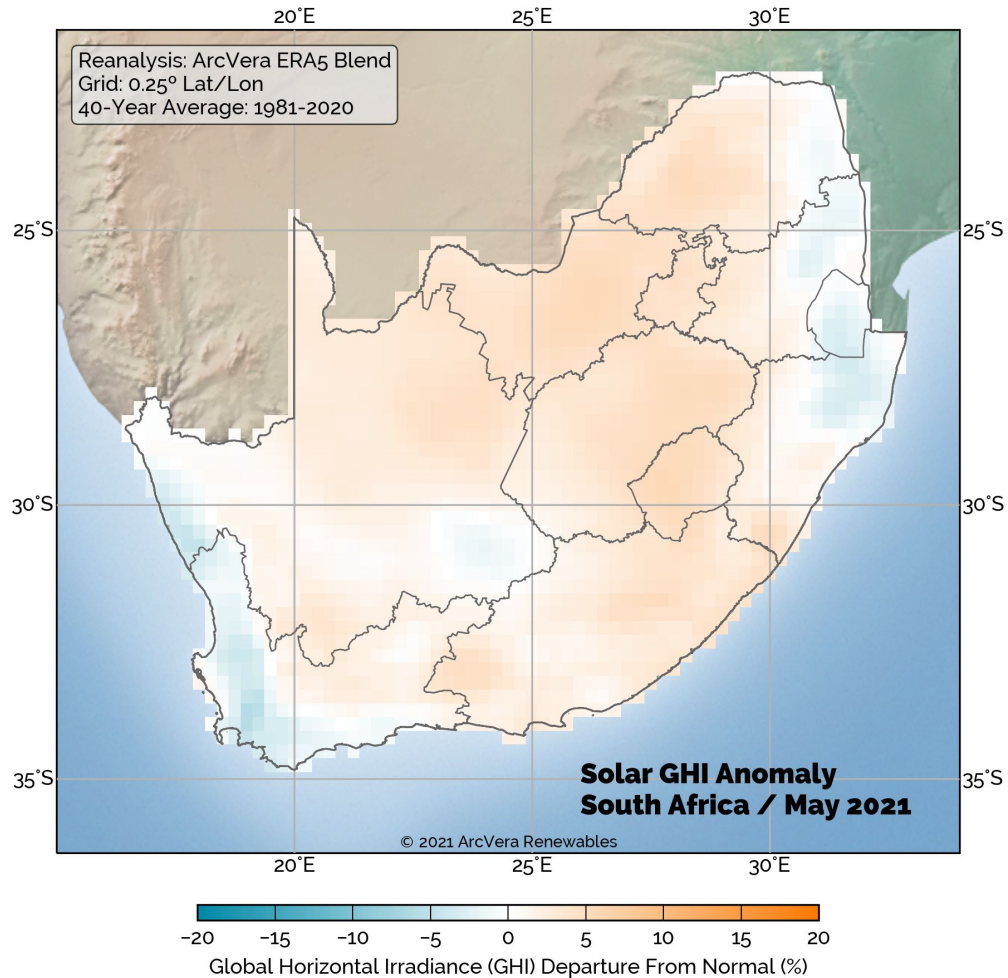 20°E 25°E 30°E
Reanalysis: ArcVera ERA5 Blend
Grid: 0.25º Lat/Lon
40-Year Average: 1981-2020
25°S 25°S
30°S 30°S
35°S 35°S
Solar GHI Anomaly
South Africa / May 2021
© 2021 ArcVera Renewables
20°E 25°E 30°E
−20 −15 −10 −5 0 5 10 15 20
Global Horizontal Irradiance (GHI) Departure From Normal (%)